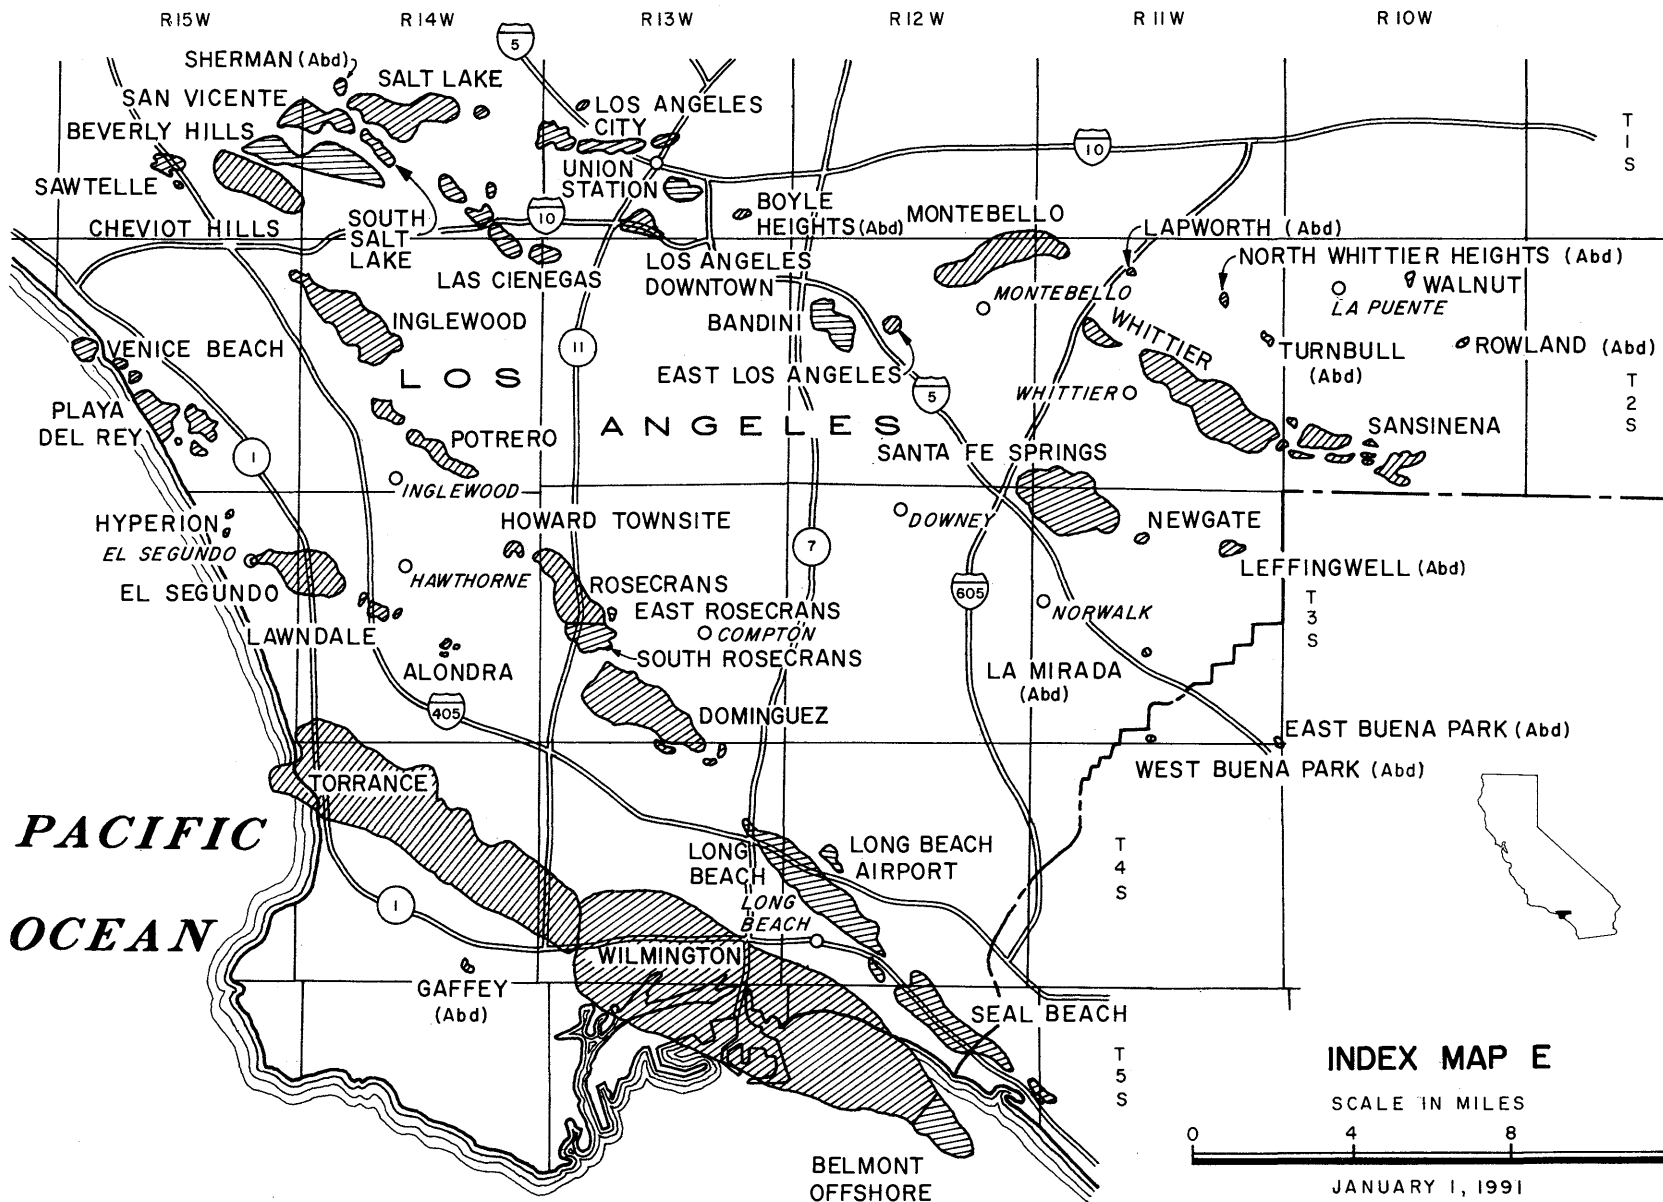 R15W
R14W
R13W
R12W
R11W
R10W
5
SHERMAN (Abd)
SALT LAKE
SAN VICENTE
LOS ANGELES
CITY
BEVERLY HILLS
T
1
S
10
UNION
STATION
SAWTELLE
BOYLE
HEIGHTS (Abd)
MONTEBELLO
CHEVIOT HILLS
SOUTH
SALT
LAKE
10
LAPWORTH (Abd)
NORTH WHITTIER HEIGHTS (Abd)
LAS CIENEGAS
LOS ANGELES
DOWNTOWN
MONTEBELLO
WALNUT
LA PUENTE
INGLEWOOD
BANDINI
WHITTIER
VENICE BEACH
11
TURNBULL
(Abd)
ROWLAND (Abd)
LOS
ANGELES
EAST LOS ANGELES
5
WHITTIER
T
2
S
PLAYA
DEL REY
POTRERO
SANSINENA
1
SANTA FE SPRINGS
INGLEWOOD
HYPERION
HOWARD TOWNSITE
DOWNEY
NEWGATE
EL SEGUNDO
7
EL SEGUNDO
HAWTHORNE
ROSECRANS
605
LEFFINGWELL (Abd)
EAST ROSECRANS
COMPTON
NORWALK
T
3
S
LAWNDALE
ALONDRA
SOUTH ROSECRANS
LA MIRADA
(Abd)
405
DOMINGUEZ
EAST BUENA PARK (Abd)
WEST BUENA PARK (Abd)
TORRANCE
PACIFIC
OCEAN
LONG
BEACH
LONG BEACH
AIRPORT
T
4
S
1
LONG
BEACH
WILMINGTON
GAFFEY
(Abd)
SEAL BEACH
T
5
S
INDEX MAP E
SCALE IN MILES
0 4 8
BELMONT
OFFSHORE
JANUARY 1, 1991